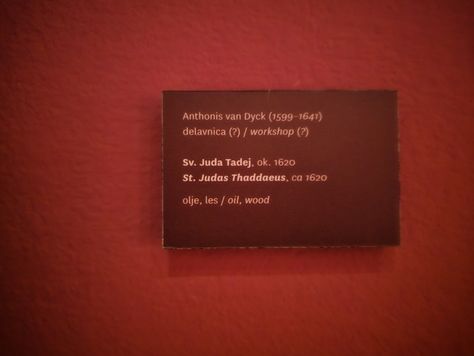 Anthonis van Dyck (1599–1641)
delavnica (?) / workshop (?)
Sv. Juda Tadej, ok. 1620
St. Judas Thaddaeus, ca 1620
olje, les / oil, wood